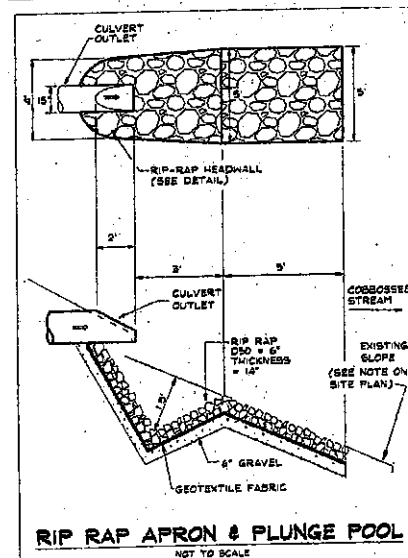 CULVERT
OUTLET
15"
5'
RIP-RAP HEADWALL
(SEE DETAIL)
2'
5'
COBBOSSEE
STREAM
CULVERT
OUTLET
RIP RAP
D50 = 6"
THICKNESS
= 14"
EXISTING
SLOPE
(SEE NOTE ON
SITE PLAN)
1.5'
6" GRAVEL
GEOTEXTILE FABRIC
RIP RAP APRON & PLUNGE POOL
NOT TO SCALE